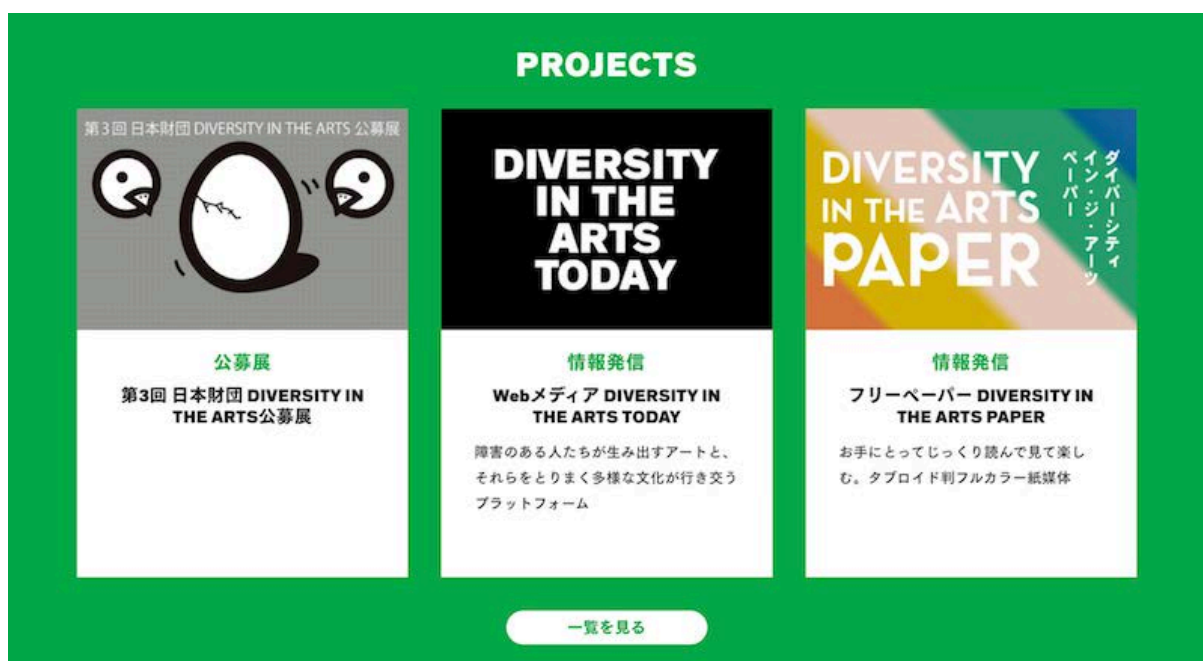 PROJECTS
第3回 日本財団 DIVERSITY IN THE ARTS 公募展
公募展
第3回 日本財団 DIVERSITY IN
THE ARTS公募展
DIVERSITY
IN THE
ARTS
TODAY
情報発信
Webメディア DIVERSITY IN
THE ARTS TODAY
障害のある人たちが生み出すアートと、
それらをとりまく多様な文化が行き交う
プラットフォーム
DIVERSITY
IN THE ARTS
PAPER
ダイバーシティ
イン・ジ・アーツ
ペーパー
情報発信
フリーペーパー DIVERSITY IN
THE ARTS PAPER
お手にとってじっくり読んで見て楽し
む。タブロイド判フルカラー紙媒体
一覧を見る